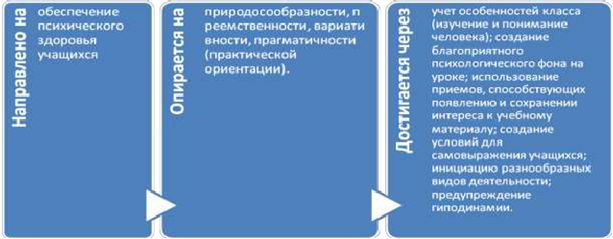 Направлено на
обеспечение
психического
здоровья
учащихся
Опирается на
природосообразности, п
реемственности, вариати
вности, прагматичности
(практической
ориентации).
Достигается через
учет особенностей класса
(изучение и понимание
человека); создание
благоприятного
психологического фона на
уроке; использование
приемов, способствующих
появлению и сохранении
интереса к учебному
материалу; создание
условий для
самовыражения учащихся;
инициацию разнообразных
видов деятельности;
предупреждение
гиподинамии.